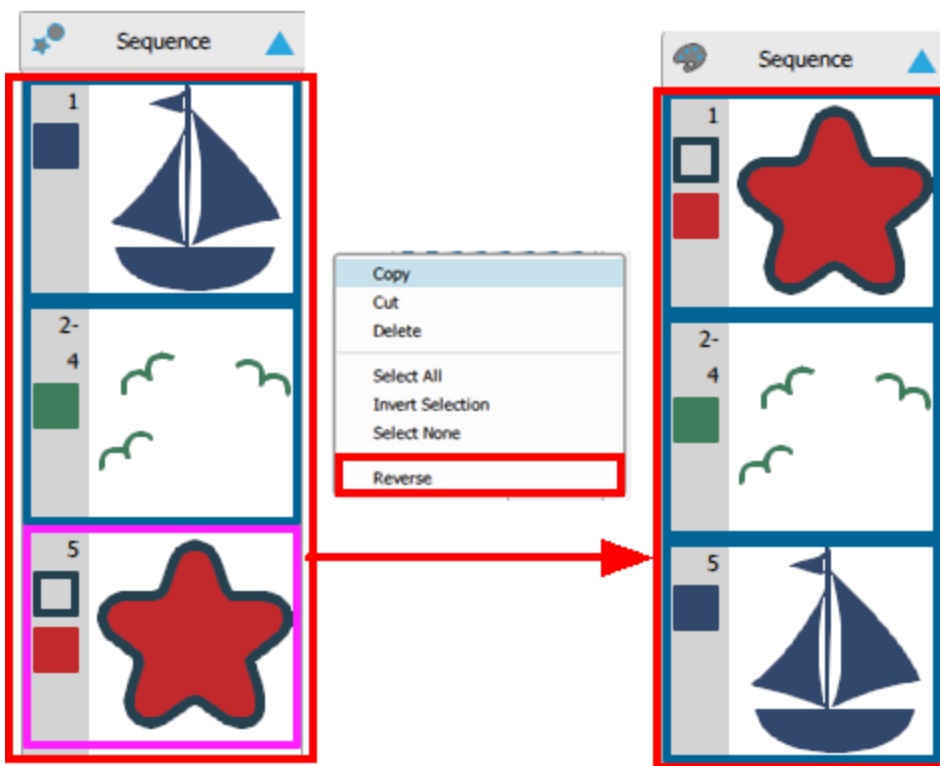 Sequence
1
2-
4
5
Copy
Cut
Delete
Select All
Invert Selection
Select None
Reverse
Sequence
1
2-
4
5